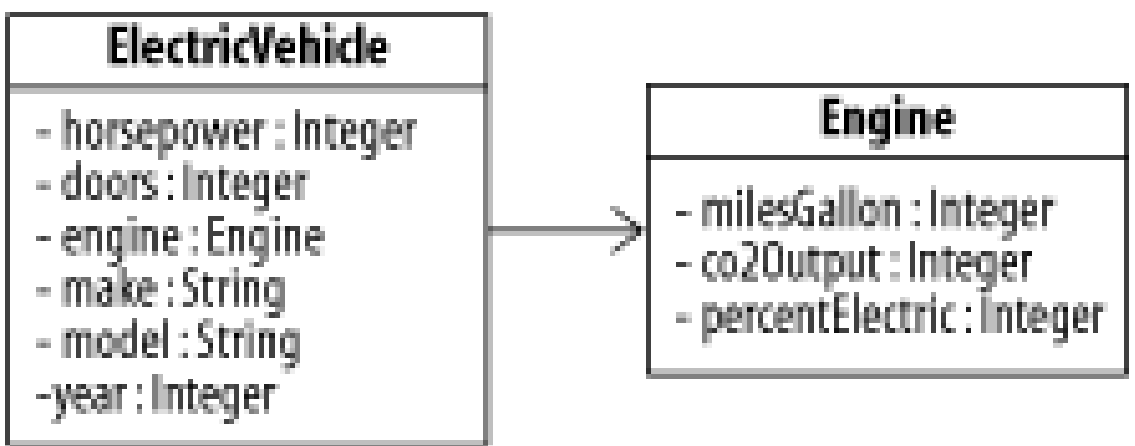 ElectricVehicle
- horsepower : Integer
- doors : Integer
- engine : Engine
- make : String
- model : String
-year : Integer
Engine
- milesGallon : Integer
- co2Output : Integer
- percentElectric : Integer